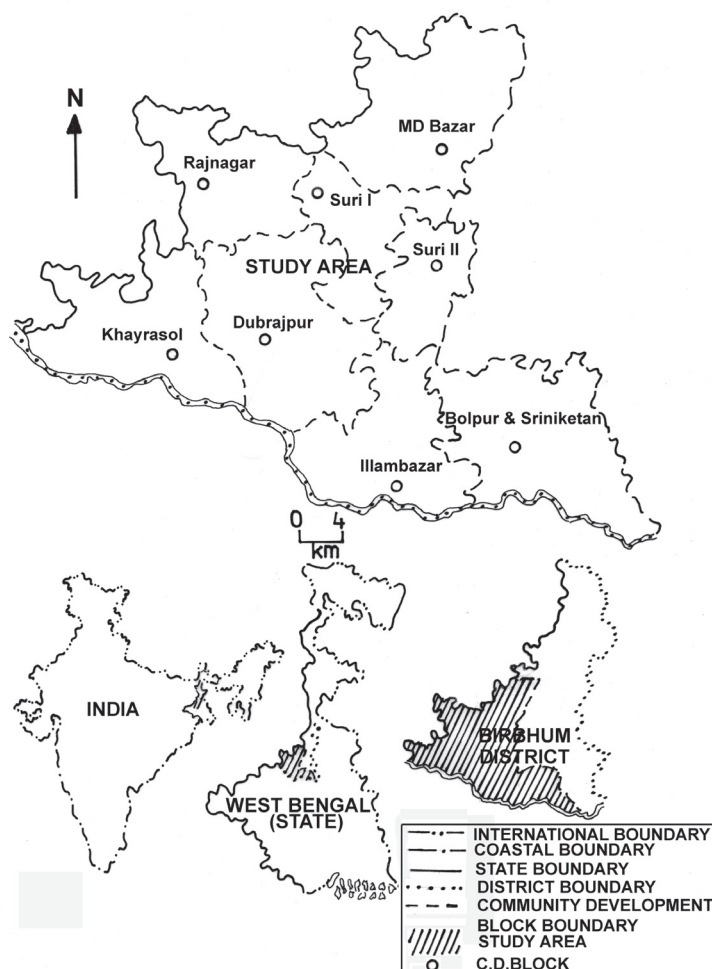 N
MD Bazar
Rajnagar
Suri I
Suri II
STUDY AREA
Khayrasol
Dubrajpur
Bolpur & Sriniketan
Illambazar
0 4
km
INDIA
WEST BENGAL
(STATE)
BIRBHUM
DISTRICT
INTERNATIONAL BOUNDARY
COASTAL BOUNDARY
STATE BOUNDARY
DISTRICT BOUNDARY
COMMUNITY DEVELOPMENT
BLOCK BOUNDARY
STUDY AREA
C.D.BLOCK